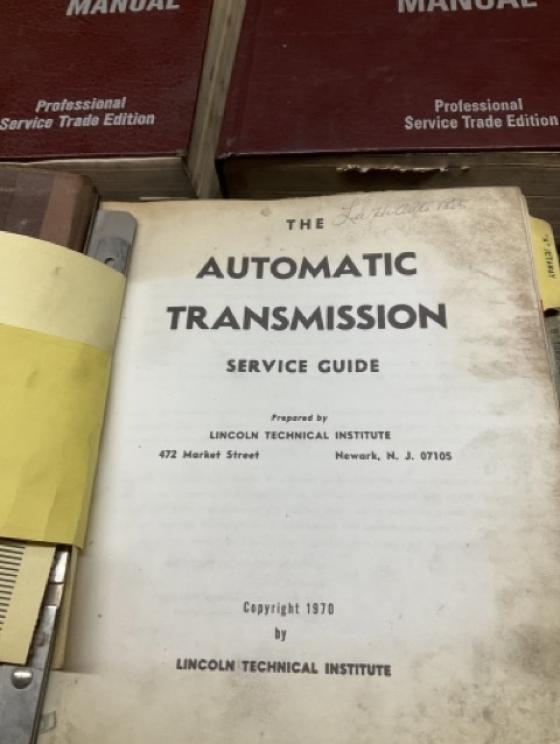 MANUAL
Professional
Service Trade Edition
MANUAL
Professional
Service Trade Edition
THE
AUTOMATIC
TRANSMISSION
SERVICE GUIDE
Prepared by
LINCOLN TECHNICAL INSTITUTE
472 Market Street Newark, N. J. 07105
Copyright 1970
by
LINCOLN TECHNICAL INSTITUTE